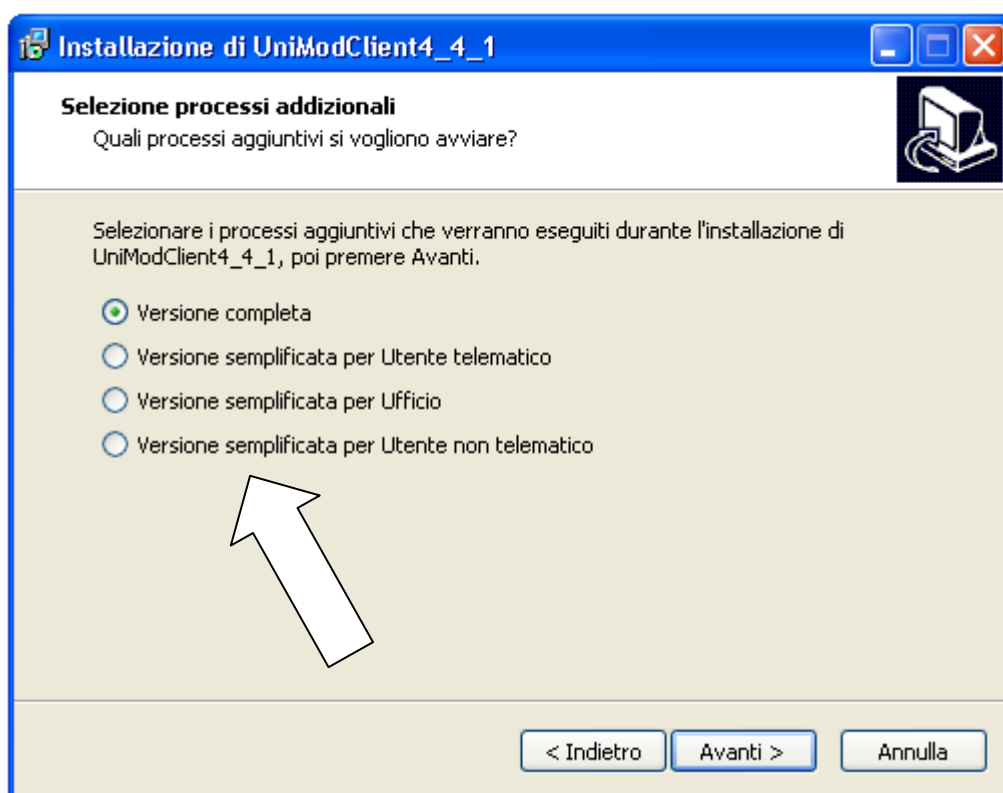 Installazione di UniModClient4_4_1
Selezione processi addizionali
Quali processi aggiuntivi si vogliono avviare?
Selezionare i processi aggiuntivi che verranno eseguiti durante l'installazione di
UniModClient4_4_1, poi premere Avanti.
Versione completa
Versione semplificata per Utente telematico
Versione semplificata per Ufficio
Versione semplificata per Utente non telematico
< Indietro Avanti > Annulla